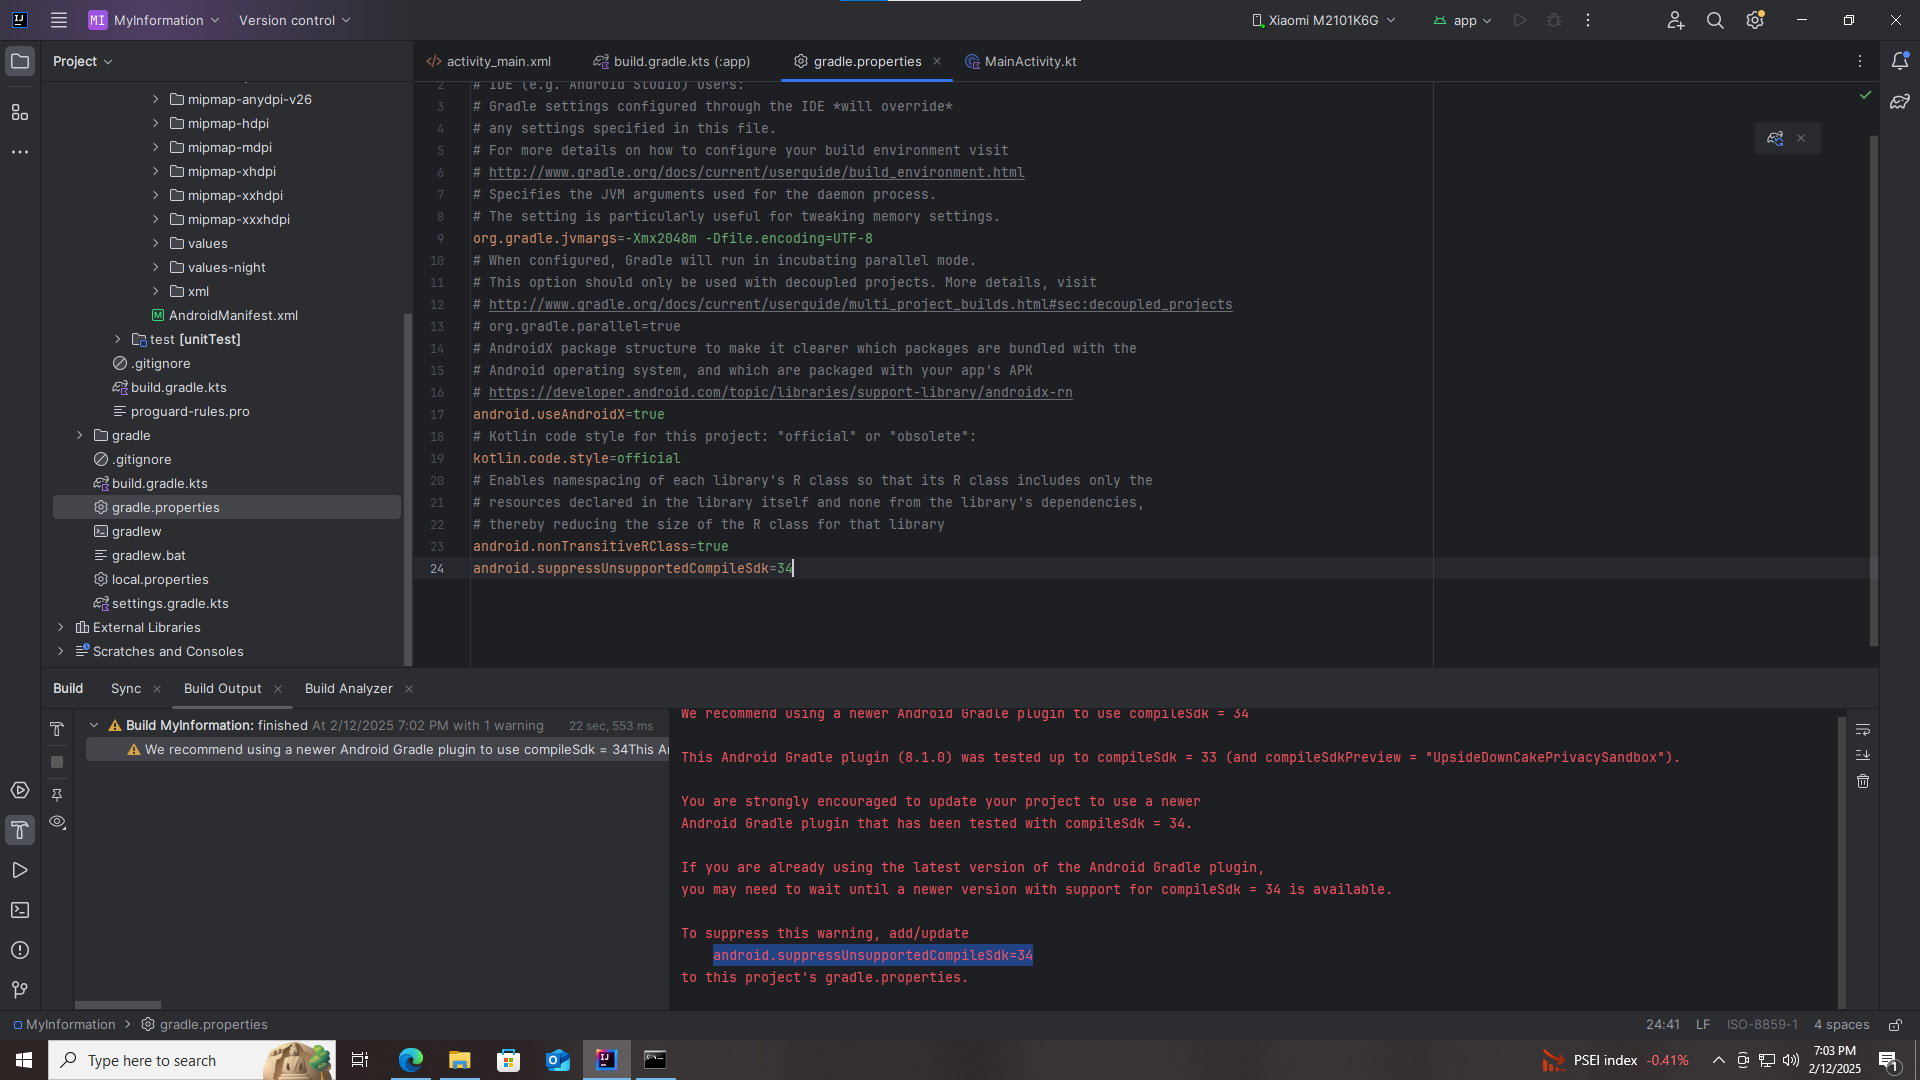 MI MyInformation Version control Xiaomi M2101K6G app
Project
mipmap-anydpi-v26
mipmap-hdpi
mipmap-mdpi
mipmap-xhdpi
mipmap-xxhdpi
mipmap-xxxhdpi
values
values-night
xml
AndroidManifest.xml
test [unitTest]
.gitignore
build.gradle.kts
proguard-rules.pro
gradle
.gitignore
build.gradle.kts
gradle.properties
gradlew
gradlew.bat
local.properties
settings.gradle.kts
External Libraries
Scratches and Consoles
activity_main.xml build.gradle.kts (:app) gradle.properties MainActivity.kt
2 # IDE (e.g. Android Studio) users:
3 # Gradle settings configured through the IDE *will override*
4 # any settings specified in this file.
5 # For more details on how to configure your build environment visit
6 # http://www.gradle.org/docs/current/userguide/build_environment.html
7 # Specifies the JVM arguments used for the daemon process.
8 # The setting is particularly useful for tweaking memory settings.
9 org.gradle.jvmargs=-Xmx2048m -Dfile.encoding=UTF-8
10 # When configured, Gradle will run in incubating parallel mode.
11 # This option should only be used with decoupled projects. More details, visit
12 # http://www.gradle.org/docs/current/userguide/multi_project_builds.html#sec:decoupled_projects
13 # org.gradle.parallel=true
14 # AndroidX package structure to make it clearer which packages are bundled with the
15 # Android operating system, and which are packaged with your app's APK
16 # https://developer.android.com/topic/libraries/support-library/androidx-rn
17 android.useAndroidX=true
18 # Kotlin code style for this project: "official" or "obsolete":
19 kotlin.code.style=official
20 # Enables namespacing of each library's R class so that its R class includes only the
21 # resources declared in the library itself and none from the library's dependencies,
22 # thereby reducing the size of the R class for that library
23 android.nonTransitiveRClass=true
24 android.suppressUnsupportedCompileSdk=34
Build Sync Build Output Build Analyzer
Build MyInformation: finished At 2/12/2025 7:02 PM with 1 warning 22 sec, 553 ms
We recommend using a newer Android Gradle plugin to use compileSdk = 34This A
We recommend using a newer Android Gradle plugin to use compileSdk = 34
This Android Gradle plugin (8.1.0) was tested up to compileSdk = 33 (and compileSdkPreview = "UpsideDownCakePrivacySandbox").
You are strongly encouraged to update your project to use a newer
Android Gradle plugin that has been tested with compileSdk = 34.
If you are already using the latest version of the Android Gradle plugin,
you may need to wait until a newer version with support for compileSdk = 34 is available.
To suppress this warning, add/update
android.suppressUnsupportedCompileSdk=34
to this project's gradle.properties.
MyInformation gradle.properties 24:41 LF ISO-8859-1 4 spaces
Type here to search PSEI index -0.41% 7:03 PM
2/12/2025 1